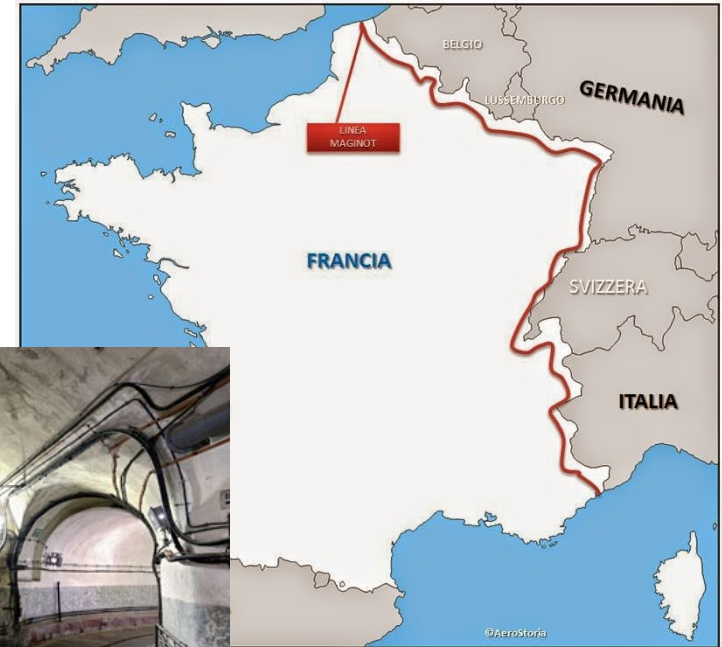 BELGIO
GERMANIA
LUSSEMBURGO
LINEA
MAGINOT
FRANCIA
SVIZZERA
ITALIA
©AeroStoria